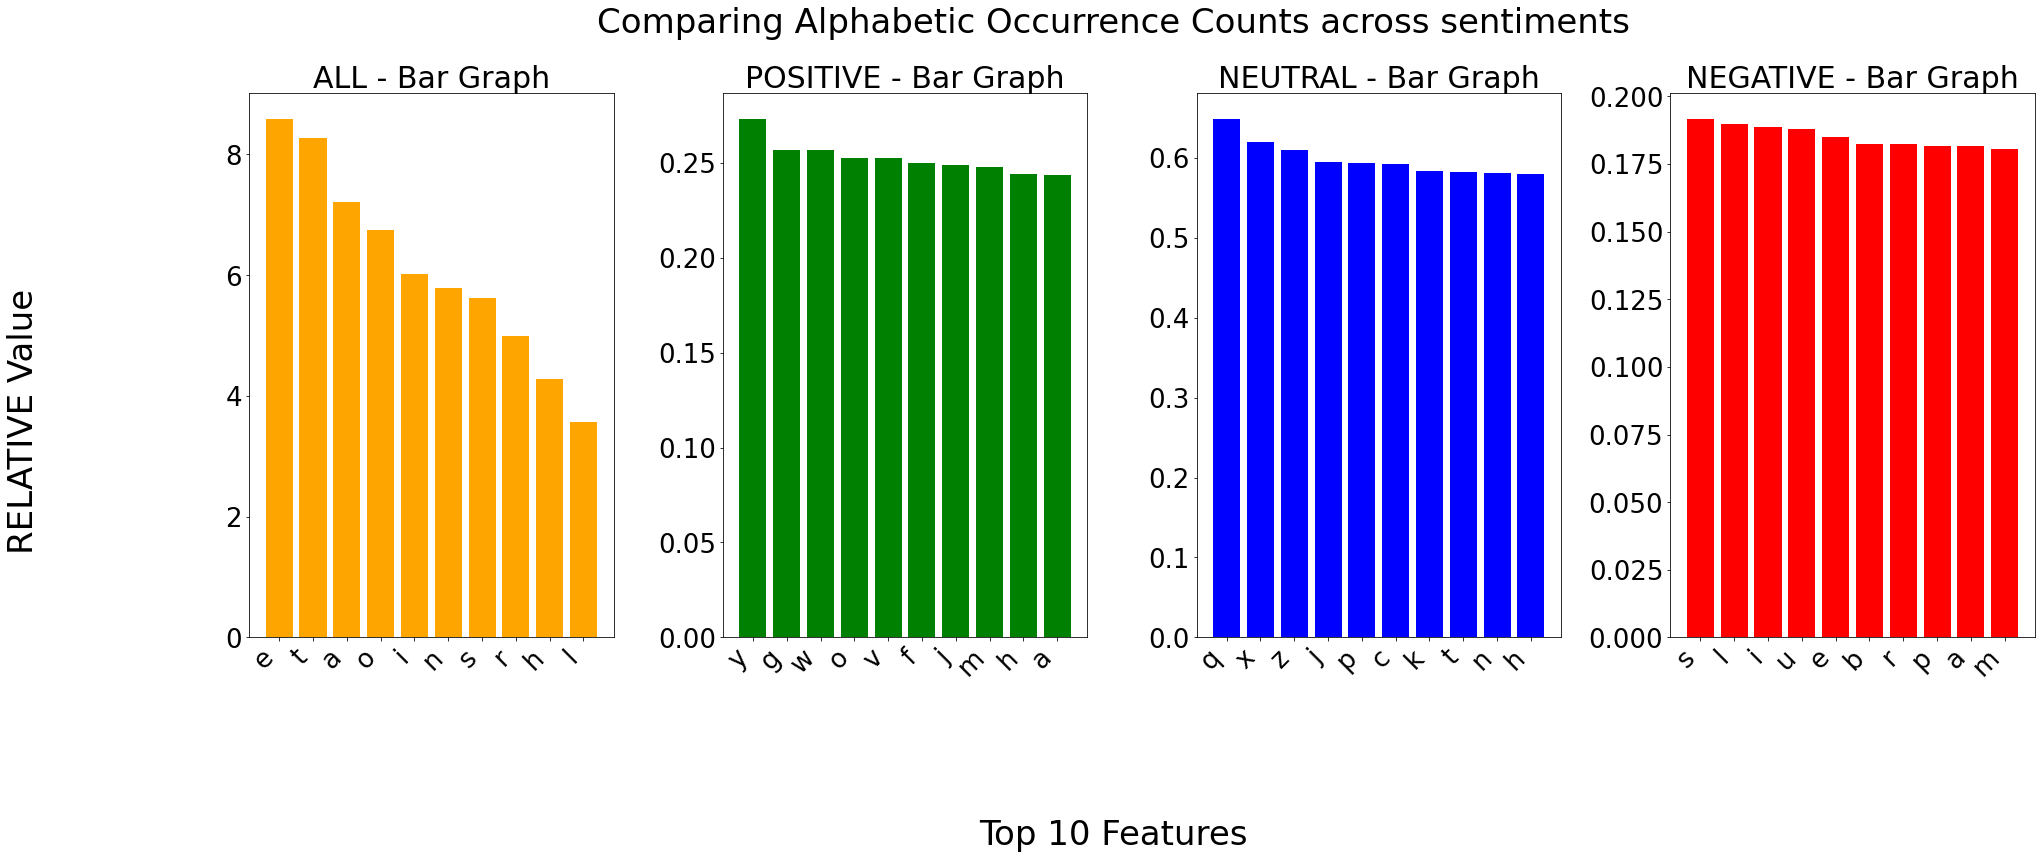 Comparing Alphabetic Occurrence Counts across sentiments
ALL - Bar Graph
8
6
4
2
0
e t a o i n s r h l
POSITIVE - Bar Graph
0.25
0.20
0.15
0.10
0.05
0.00
y g w o v f j m h a
NEUTRAL - Bar Graph
0.6
0.5
0.4
0.3
0.2
0.1
0.0
q x z j p c k t n h
NEGATIVE - Bar Graph
0.200
0.175
0.150
0.125
0.100
0.075
0.050
0.025
0.000
s l i u e b r p a m
RELATIVE Value
Top 10 Features